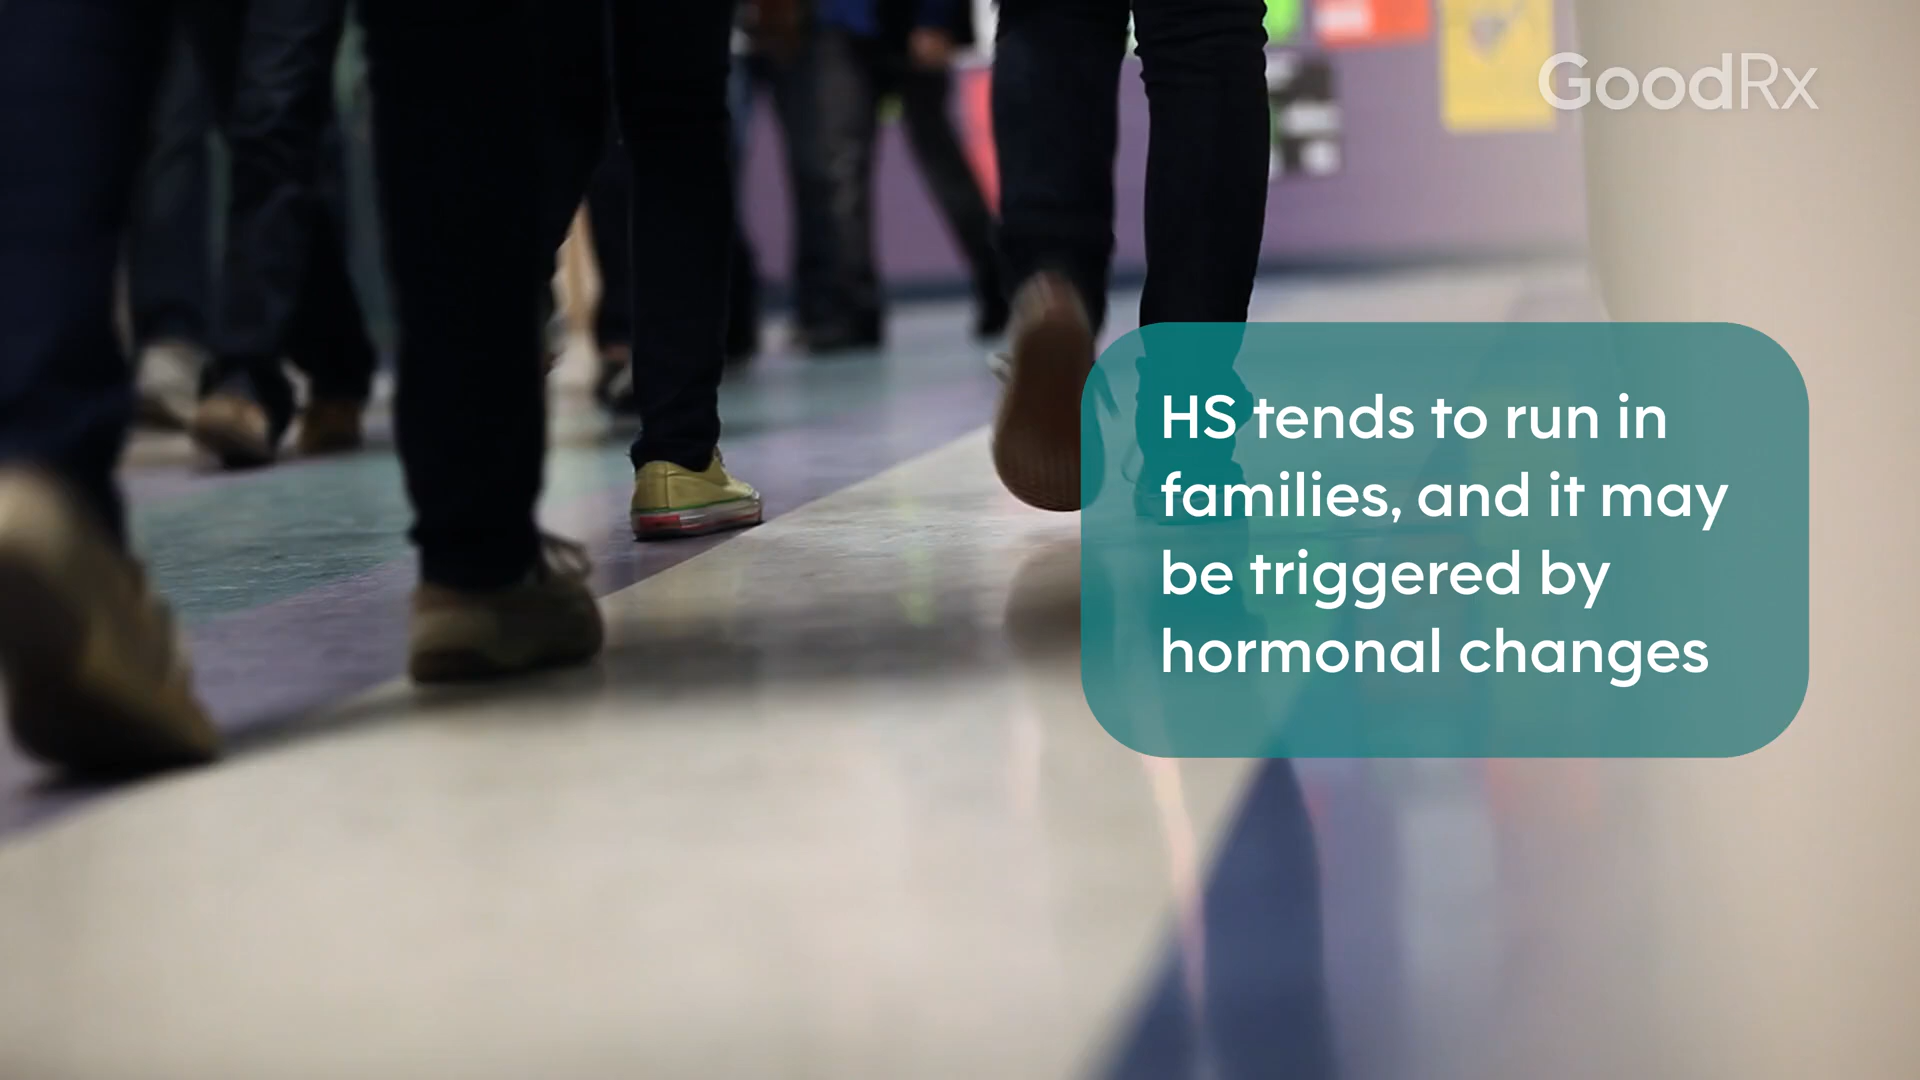 GoodRx
HS tends to run in
families, and it may
be triggered by
hormonal changes